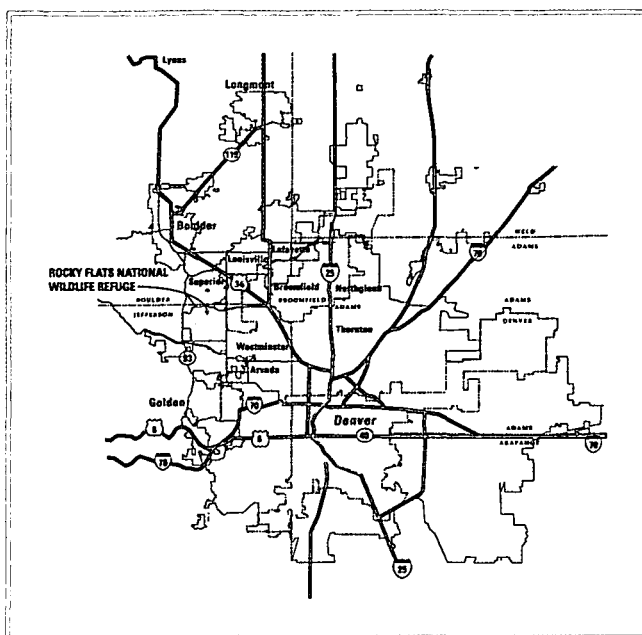 Lyons
Longmont
119
Boulder
Lafayette
WELD
ADAMS
Louisville
76
25
ROCKY FLATS NATIONAL
WILDLIFE REFUGE
Superior
36
Broomfield
Northglenn
BOULDER
JEFFERSON
BROOMFIELD
ADAMS
ADAMS
DENVER
Thornton
Westminster
93
Arvada
Golden
70
Denver
6
6
40
ADAMS
ARAPAHOE
70
70
25